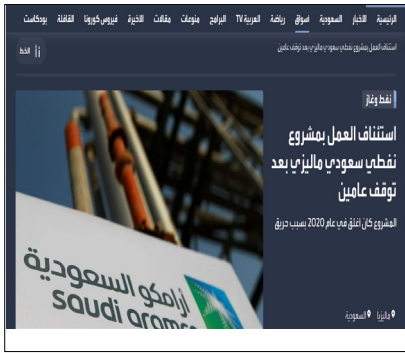 الرئيسية الأخبار السعودية أسواق رياضة العربية TV البرامج منوعات مقالات الأخيرة فيروس كورونا القافلة بودكاست
استئناف العمل بمشروع نفطي سعودي ماليزي بعد توقف عامين
الخط
نفط وغاز
استئناف العمل بمشروع
نفطي سعودي ماليزي بعد
توقف عامين
المشروع كان أغلق في عام 2020 بسبب حريق
ماليزيا السعودية
أرامكو السعودية
saudi aramco